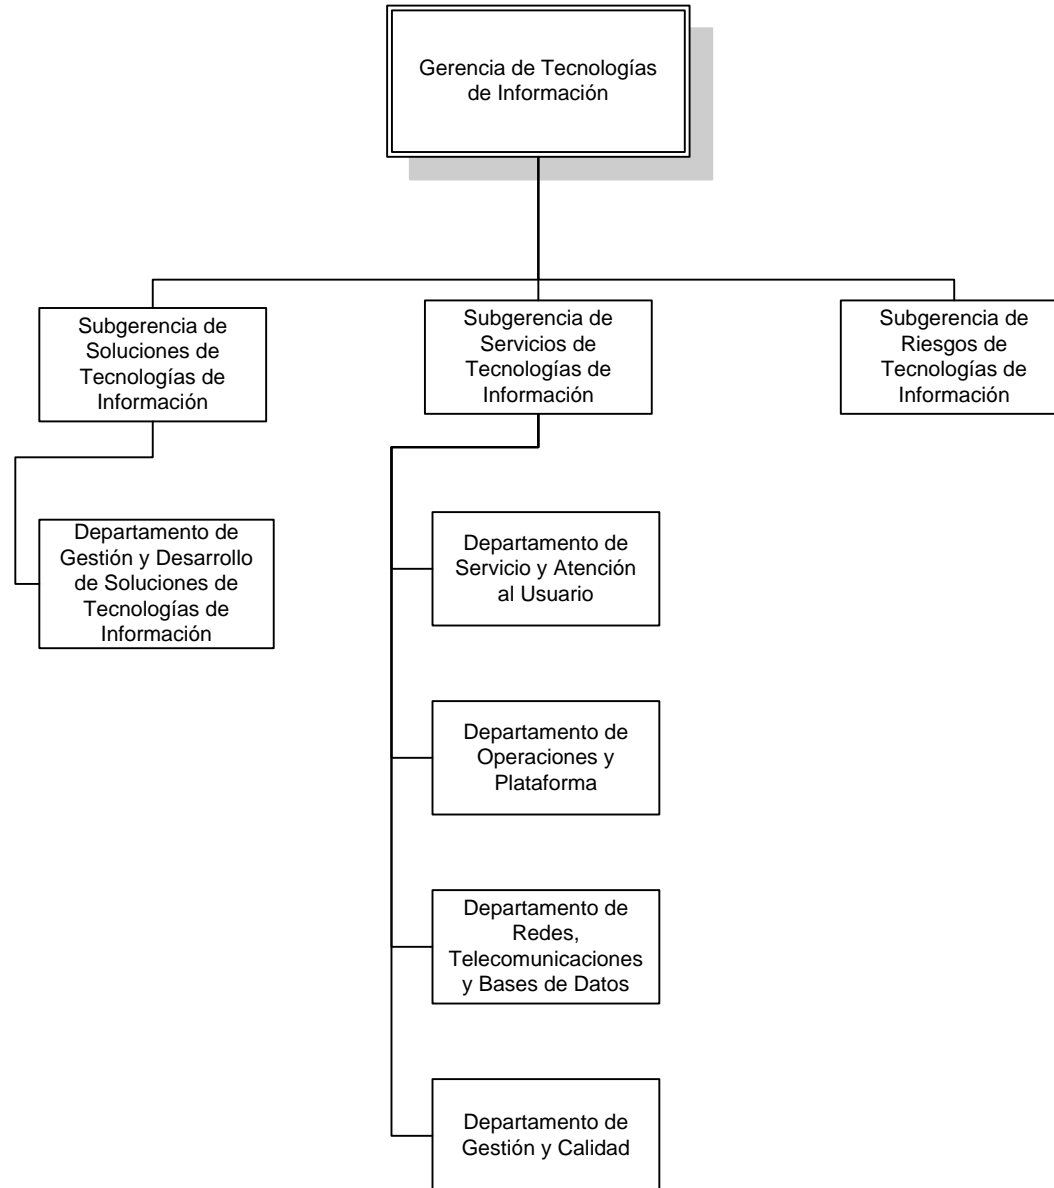 Gerencia de Tecnologías
de Información
Subgerencia de
Soluciones de
Tecnologías de
Información
Subgerencia de
Servicios de
Tecnologías de
Información
Subgerencia de
Riesgos de
Tecnologías de
Información
Departamento de
Gestión y Desarrollo
de Soluciones de
Tecnologías de
Información
Departamento de
Servicio y Atención
al Usuario
Departamento de
Operaciones y
Plataforma
Departamento de
Redes,
Telecomunicaciones
y Bases de Datos
Departamento de
Gestión y Calidad